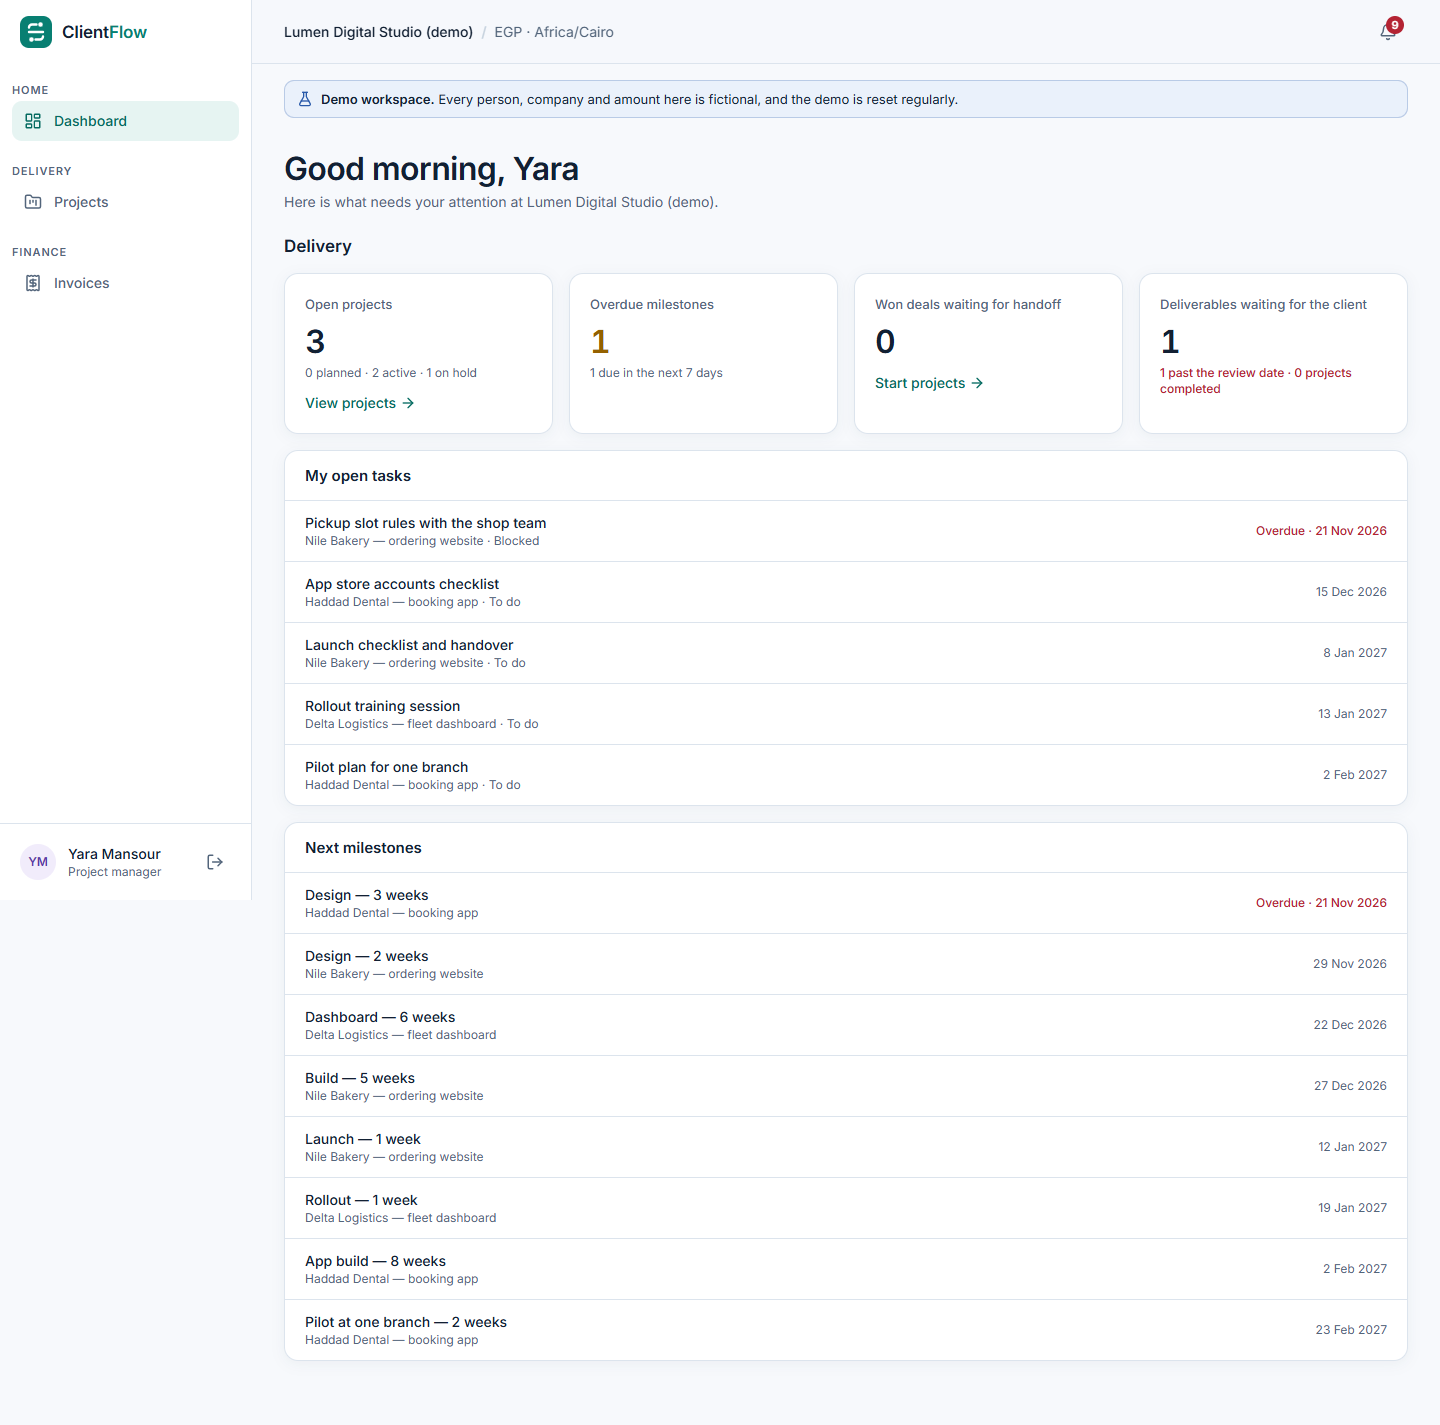 ClientFlow
HOME
Dashboard
DELIVERY
Projects
FINANCE
Invoices
YM
Yara Mansour
Project manager
Lumen Digital Studio (demo) / EGP · Africa/Cairo
9
Demo workspace. Every person, company and amount here is fictional, and the demo is reset regularly.
Good morning, Yara
Here is what needs your attention at Lumen Digital Studio (demo).
Delivery
Open projects
3
0 planned · 2 active · 1 on hold
View projects →
Overdue milestones
1
1 due in the next 7 days
Won deals waiting for handoff
0
Start projects →
Deliverables waiting for the client
1
1 past the review date · 0 projects
completed
My open tasks
Pickup slot rules with the shop team
Nile Bakery — ordering website · Blocked
Overdue · 21 Nov 2026
App store accounts checklist
Haddad Dental — booking app · To do
15 Dec 2026
Launch checklist and handover
Nile Bakery — ordering website · To do
8 Jan 2027
Rollout training session
Delta Logistics — fleet dashboard · To do
13 Jan 2027
Pilot plan for one branch
Haddad Dental — booking app · To do
2 Feb 2027
Next milestones
Design — 3 weeks
Haddad Dental — booking app
Overdue · 21 Nov 2026
Design — 2 weeks
Nile Bakery — ordering website
29 Nov 2026
Dashboard — 6 weeks
Delta Logistics — fleet dashboard
22 Dec 2026
Build — 5 weeks
Nile Bakery — ordering website
27 Dec 2026
Launch — 1 week
Nile Bakery — ordering website
12 Jan 2027
Rollout — 1 week
Delta Logistics — fleet dashboard
19 Jan 2027
App build — 8 weeks
Haddad Dental — booking app
2 Feb 2027
Pilot at one branch — 2 weeks
Haddad Dental — booking app
23 Feb 2027